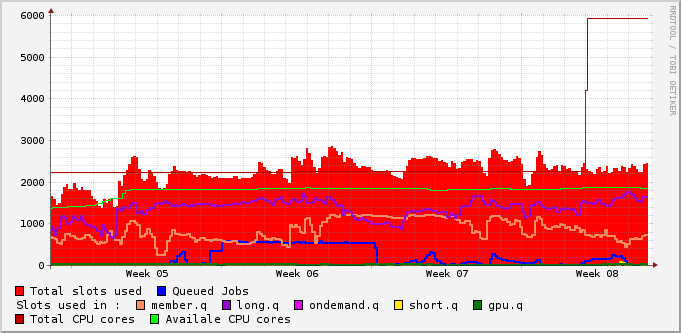 RRDTOOL / TOBI OETIKER
6000
5000
4000
3000
2000
1000
0
Week 05 Week 06 Week 07 Week 08
Total slots used Queued Jobs
Slots used in : member.q long.q ondemand.q short.q gpu.q
Total CPU cores Availale CPU cores